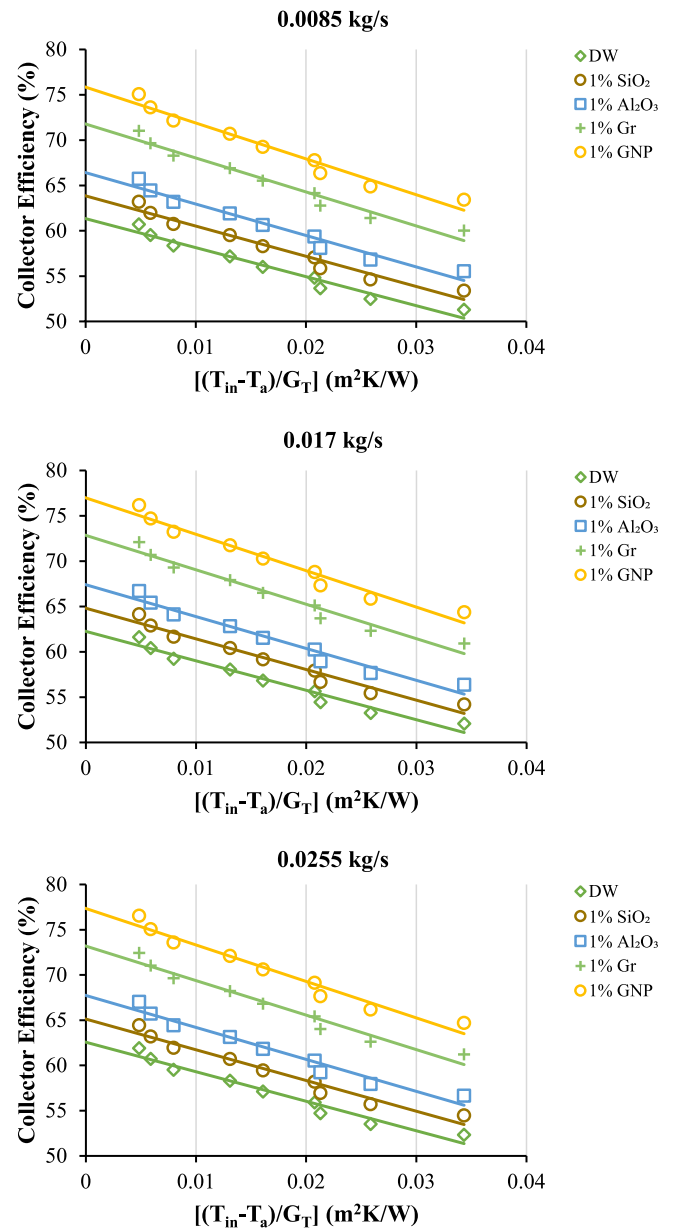 0.0085 kg/s
Collector Efficiency (%)
80
75
70
65
60
55
50
0
0.01
0.02
0.03
0.04
[(Tin-Ta)/GT] (m²K/W)
DW
1% SiO₂
1% Al₂O₃
1% Gr
1% GNP
0.017 kg/s
Collector Efficiency (%)
80
75
70
65
60
55
50
0
0.01
0.02
0.03
0.04
[(Tin-Ta)/GT] (m²K/W)
DW
1% SiO₂
1% Al₂O₃
1% Gr
1% GNP
0.0255 kg/s
Collector Efficiency (%)
80
75
70
65
60
55
50
0
0.01
0.02
0.03
0.04
[(Tin-Ta)/GT] (m²K/W)
DW
1% SiO₂
1% Al₂O₃
1% Gr
1% GNP